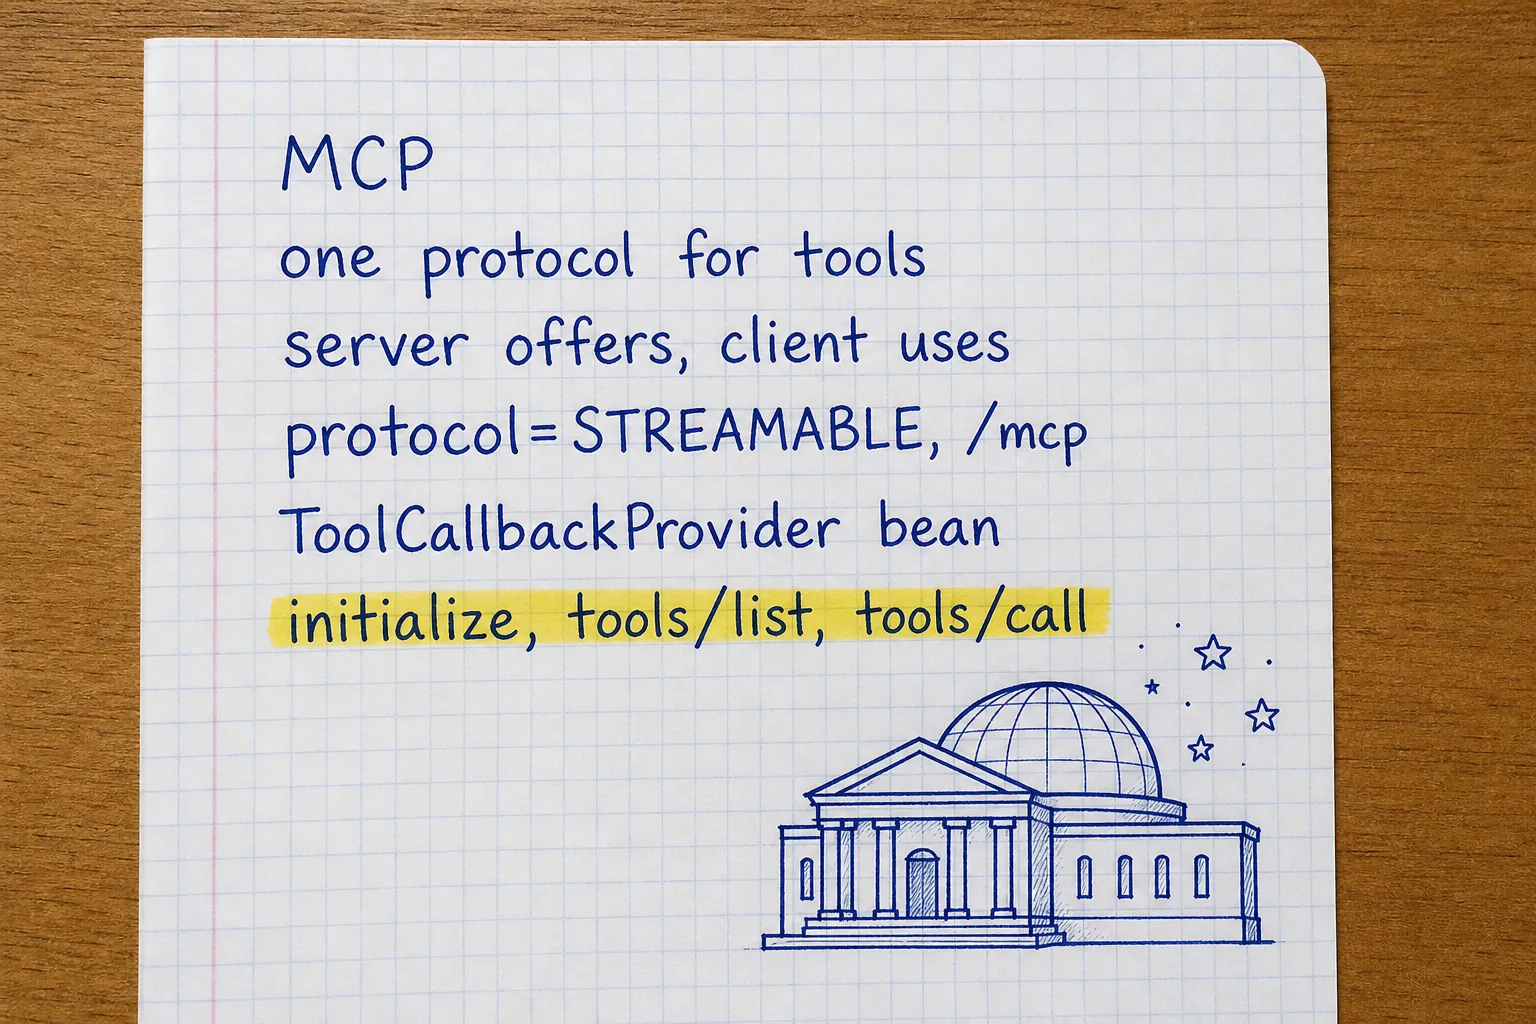 MCP
one protocol for tools
server offers, client uses
protocol=STREAMABLE, /mcp
ToolCallbackProvider bean
initialize, tools/list, tools/call